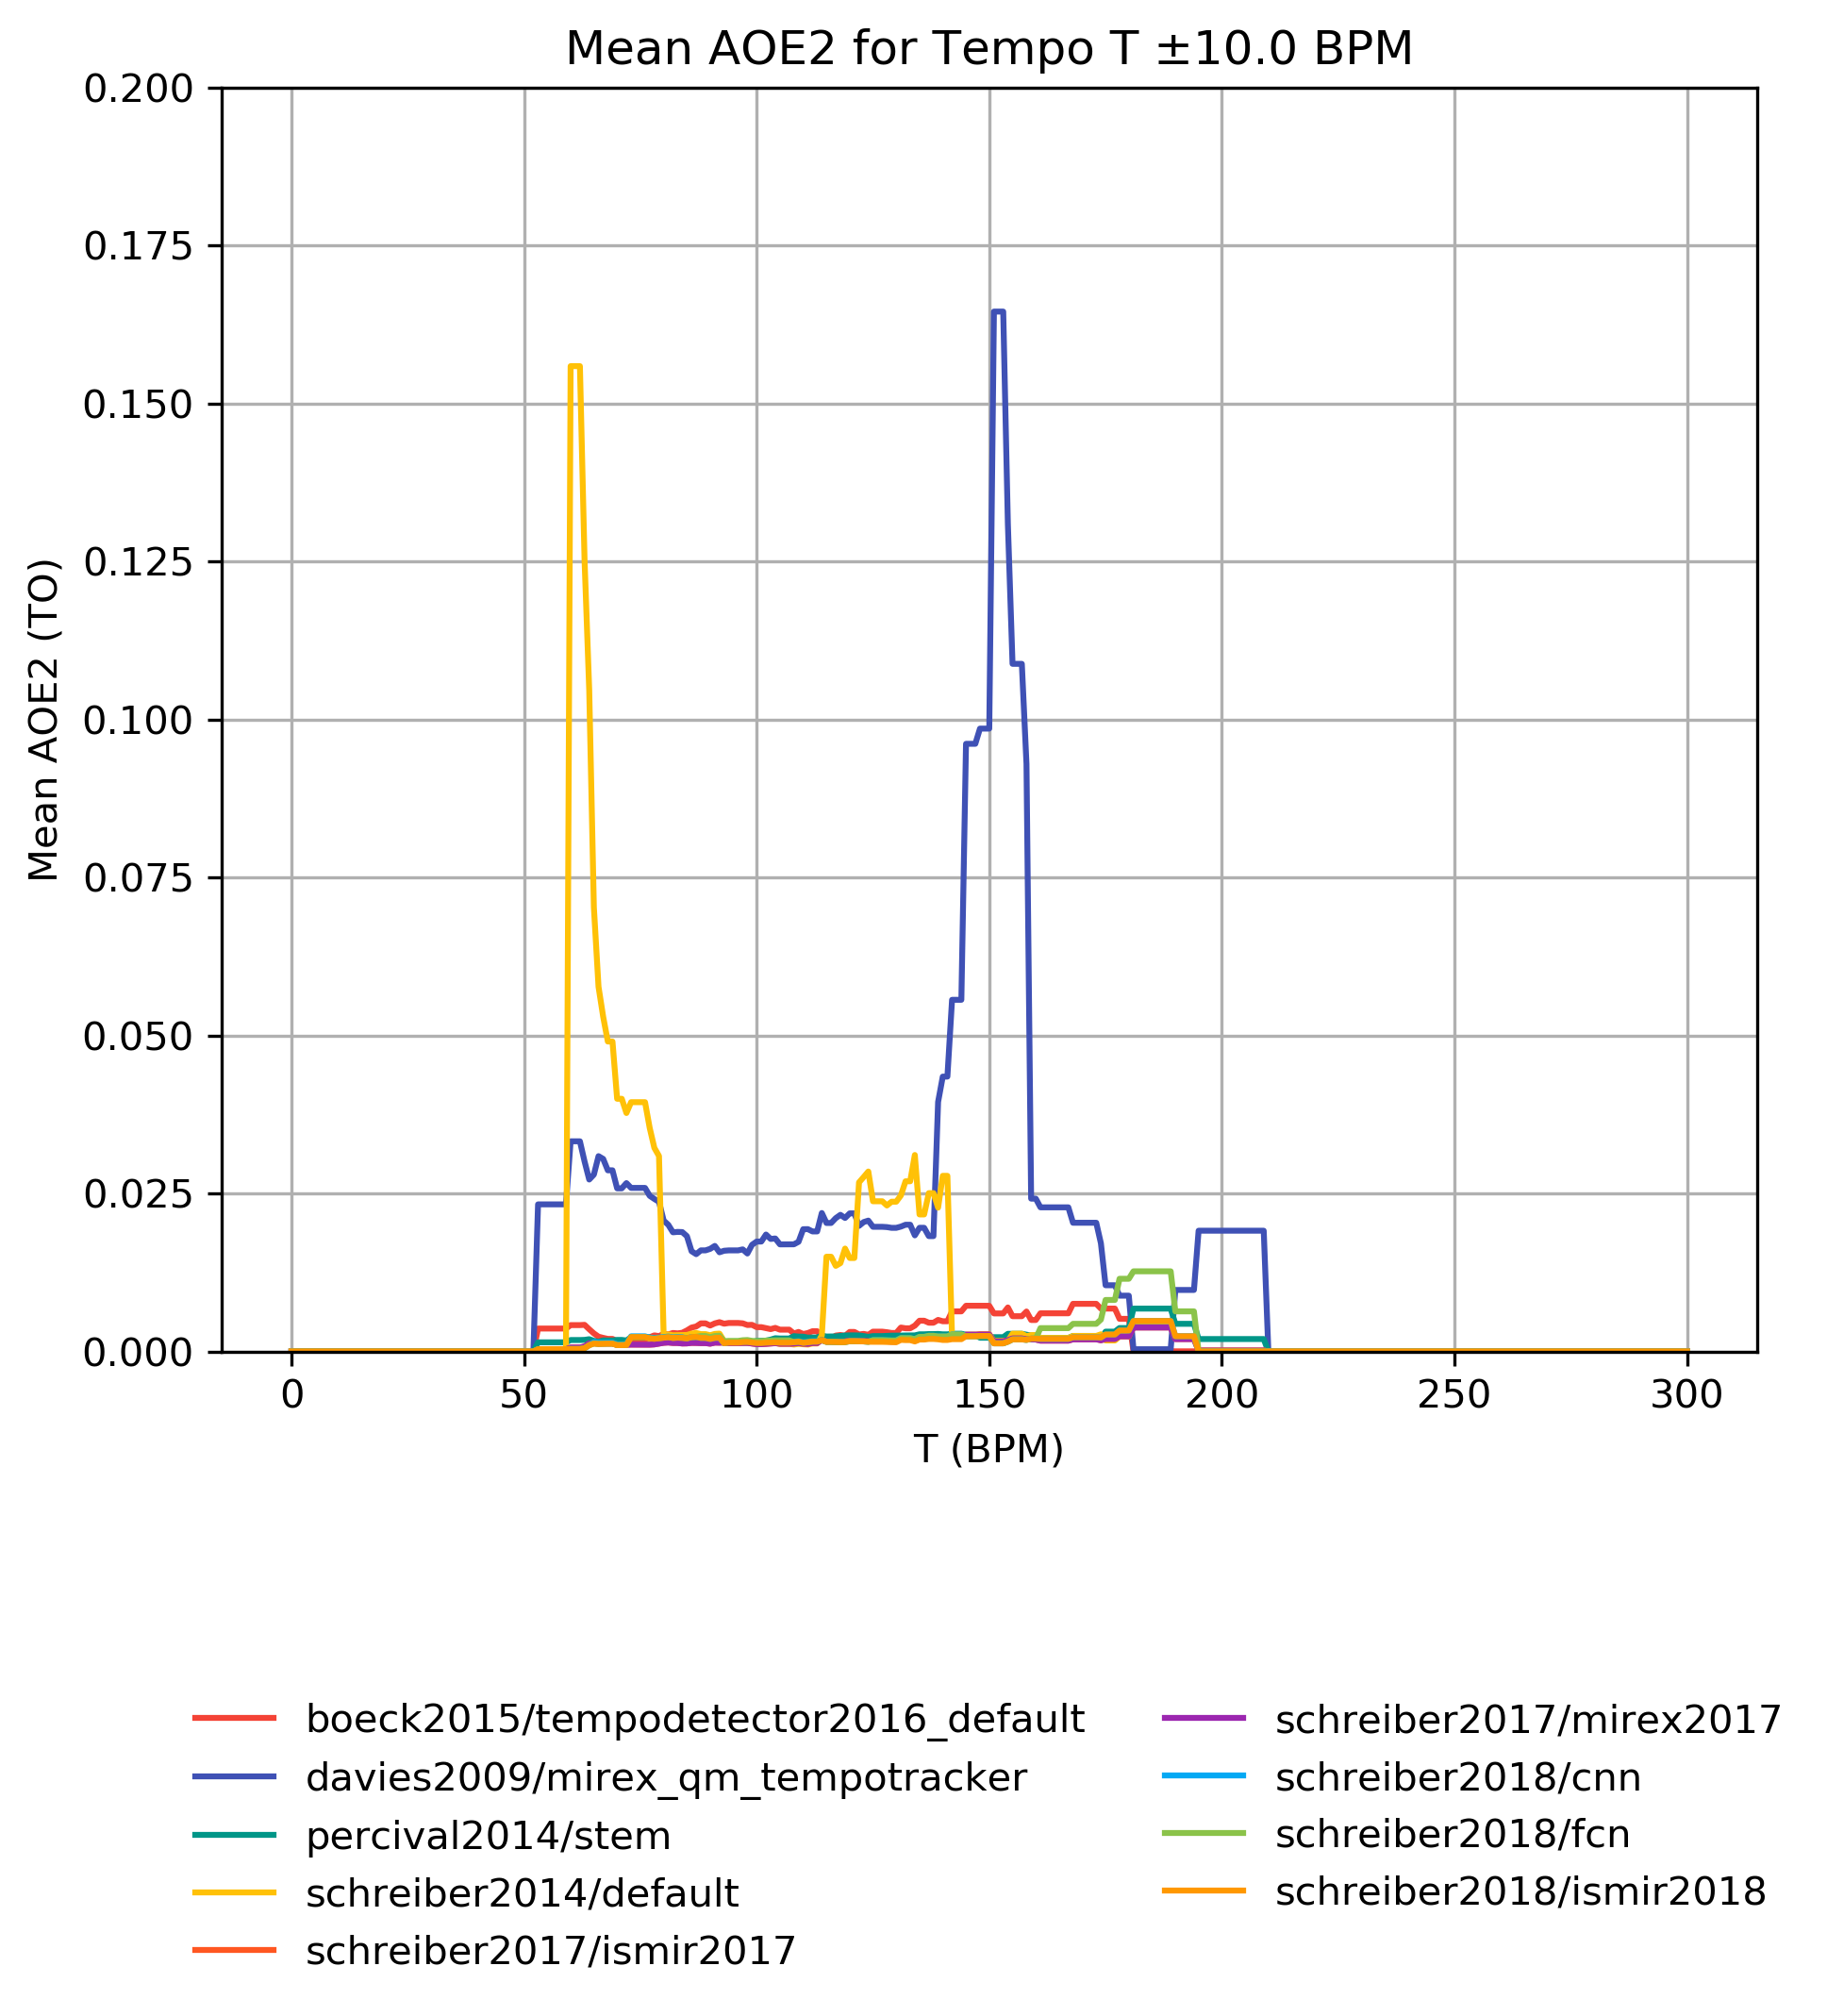 Mean AOE2 for Tempo T ±10.0 BPM
0.200
0.175
0.150
0.125
0.100
0.075
0.050
0.025
0.000
Mean AOE2 (TO)
0 50 100 150 200 250 300
T (BPM)
boeck2015/tempodetector2016_default
davies2009/mirex_qm_tempotracker
percival2014/stem
schreiber2014/default
schreiber2017/ismir2017
schreiber2017/mirex2017
schreiber2018/cnn
schreiber2018/fcn
schreiber2018/ismir2018